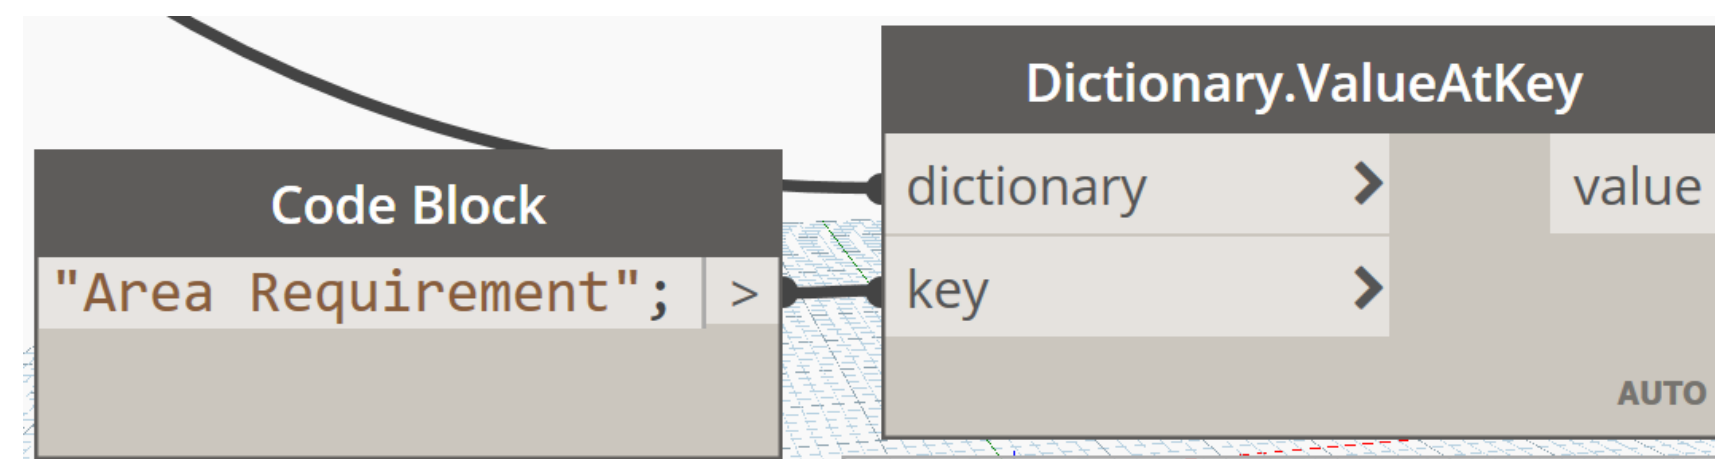 Dictionary.ValueAtKey
dictionary
value
Code Block
"Area Requirement"; >
key
AUTO